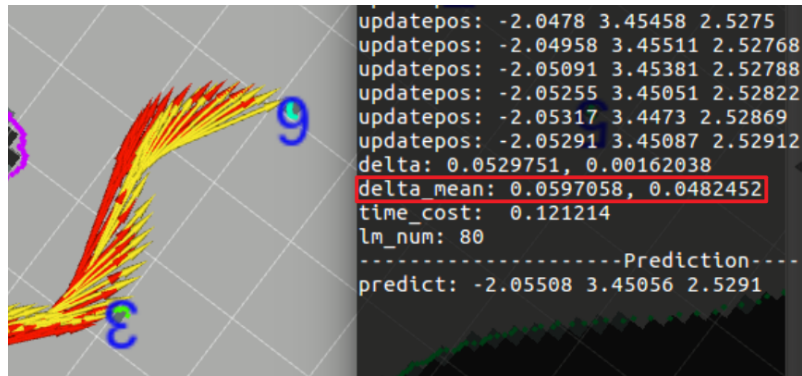 updatepos: -2.0478 3.45458 2.5275
updatepos: -2.04958 3.45511 2.52768
updatepos: -2.05091 3.45381 2.52788
updatepos: -2.05255 3.45051 2.52822
updatepos: -2.05317 3.4473 2.52869
updatepos: -2.05291 3.45087 2.52912
delta: 0.0529751, 0.00162038
delta_mean: 0.0597058, 0.0482452
time_cost:  0.121214
lm_num: 80
----------------------Prediction----
predict: -2.05508 3.45056 2.5291
6
3
5